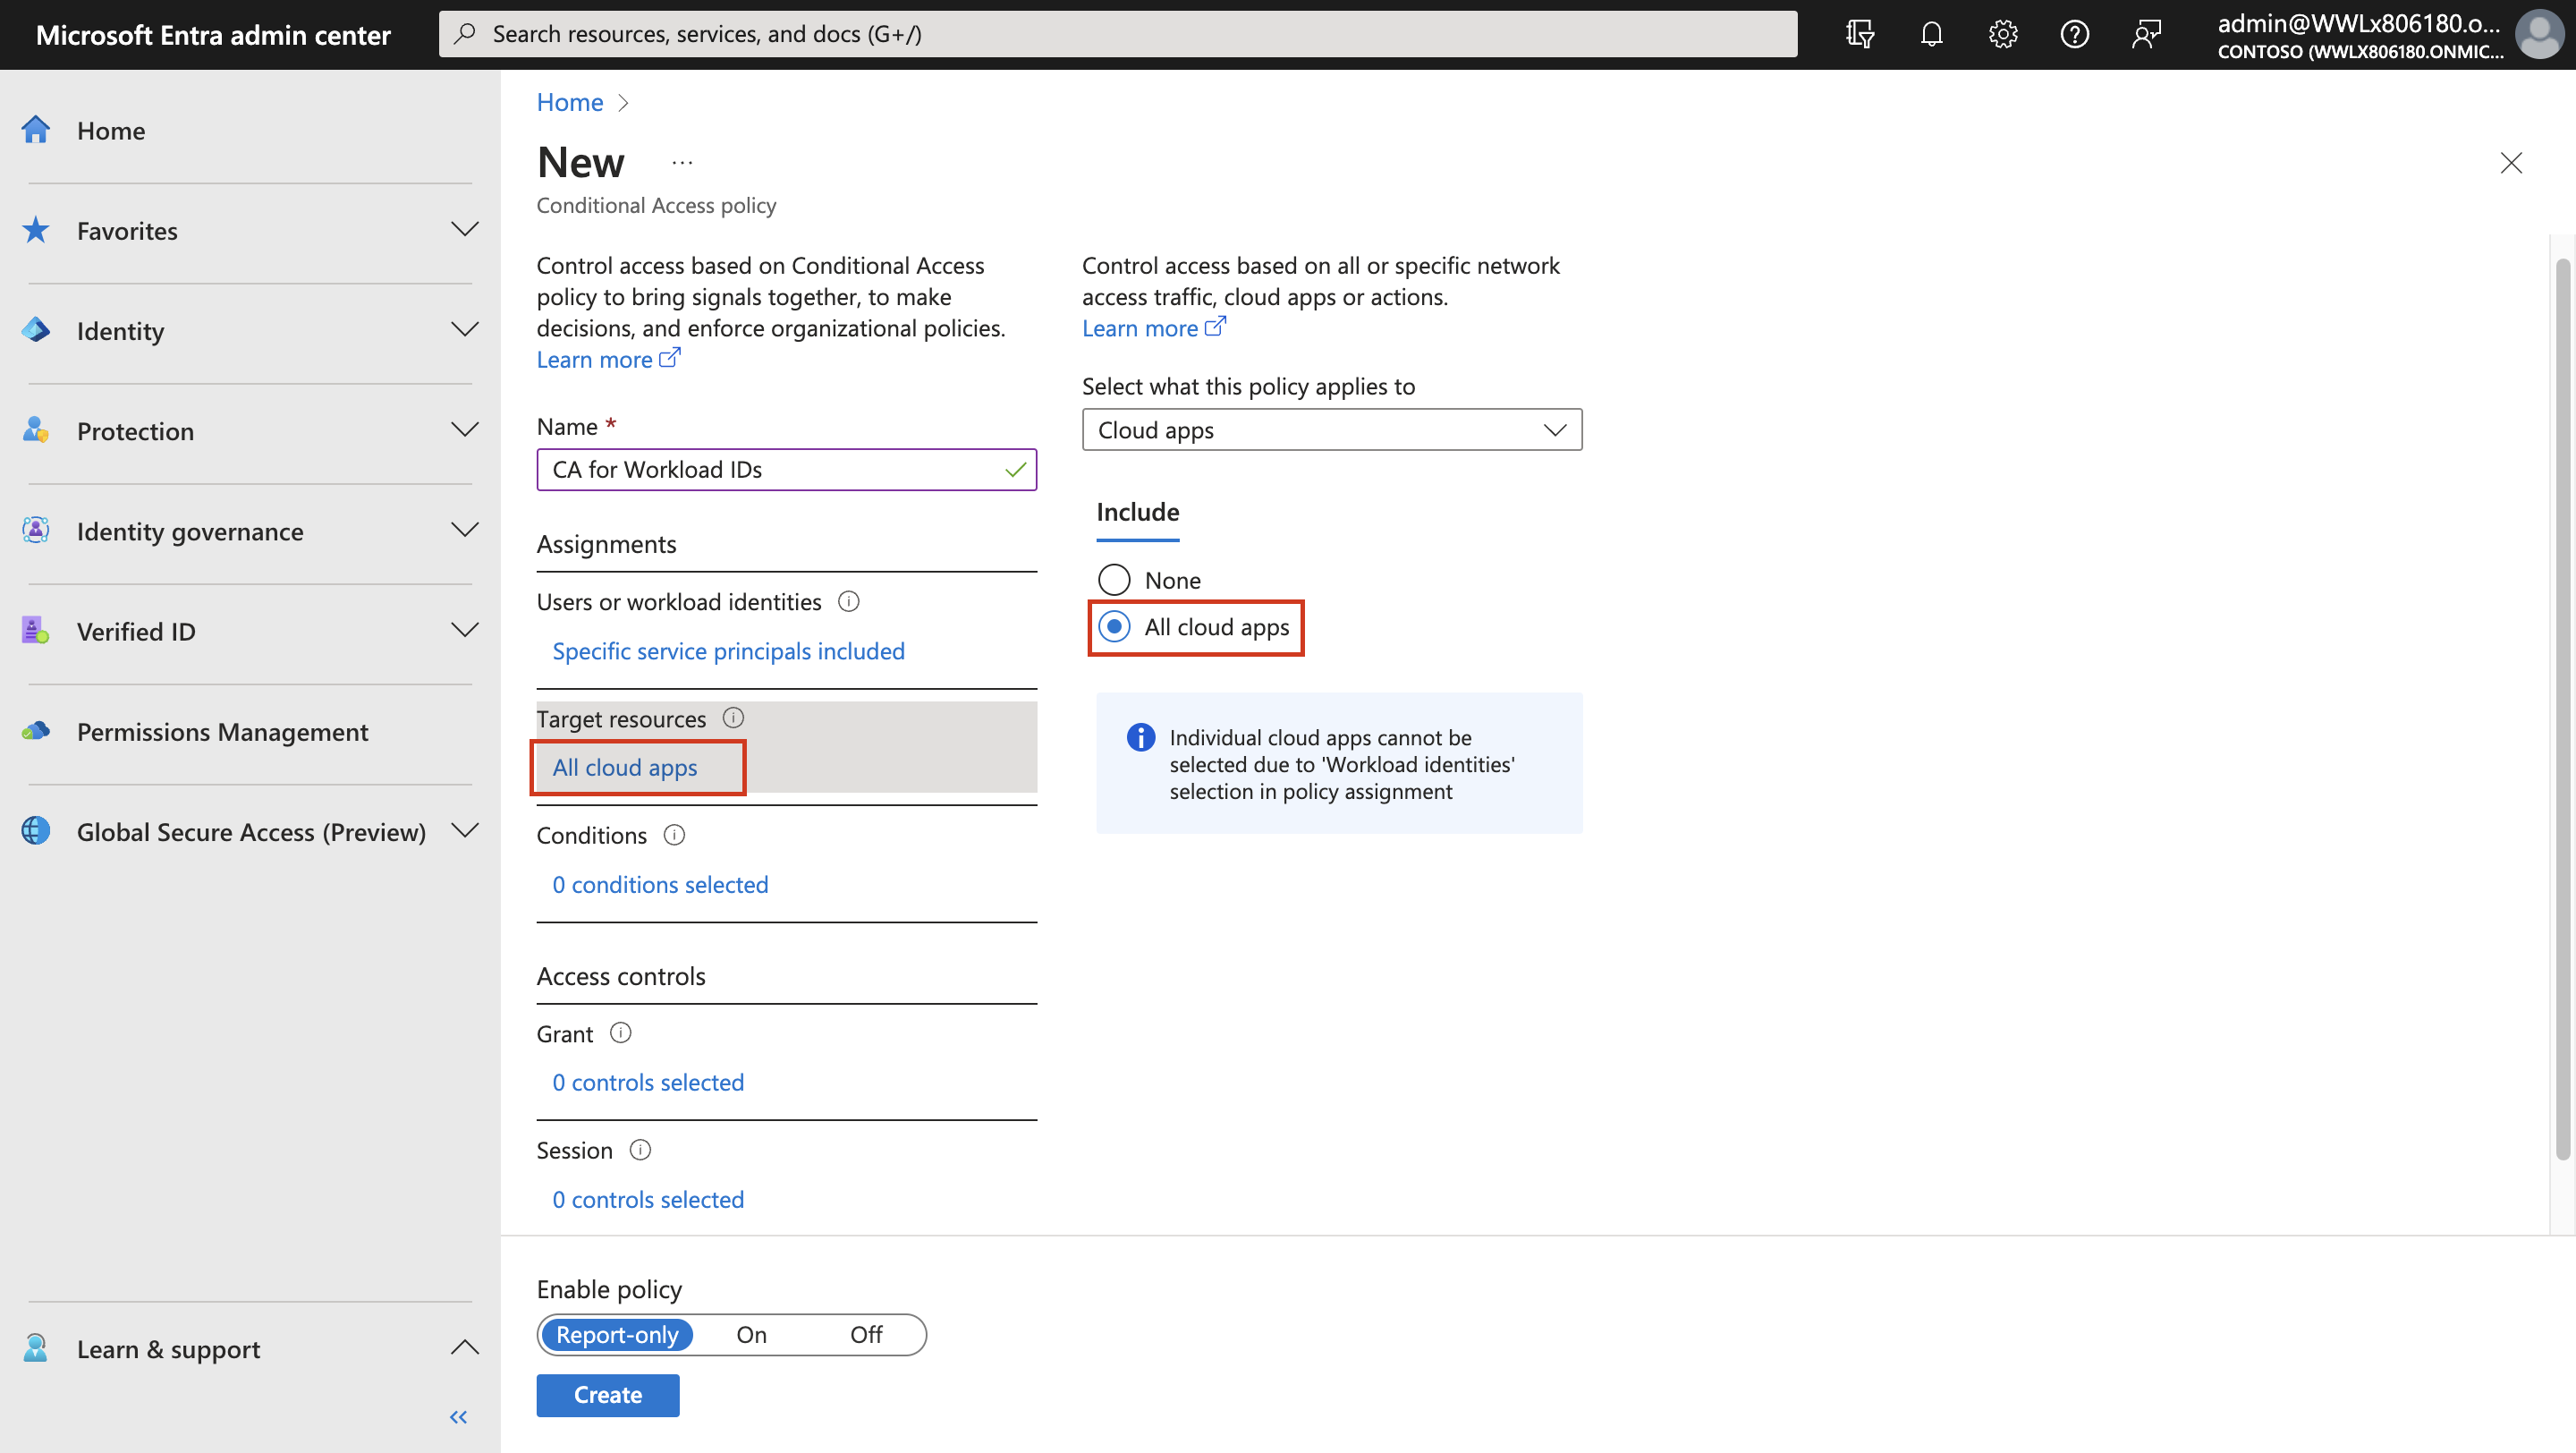 Microsoft Entra admin center
Search resources, services, and docs (G+/)
admin@WWLx806180.o...
CONTOSO (WWLX806180.ONMIC...
Home
Favorites
Identity
Protection
Identity governance
Verified ID
Permissions Management
Global Secure Access (Preview)
Learn & support
Home
New
...
Conditional Access policy
Control access based on Conditional Access
policy to bring signals together, to make
decisions, and enforce organizational policies.
Learn more
Name *
CA for Workload IDs
Assignments
Users or workload identities
Specific service principals included
Target resources
All cloud apps
Conditions
0 conditions selected
Access controls
Grant
0 controls selected
Session
0 controls selected
Control access based on all or specific network
access traffic, cloud apps or actions.
Learn more
Select what this policy applies to
Cloud apps
Include
None
All cloud apps
Individual cloud apps cannot be
selected due to 'Workload identities'
selection in policy assignment
Enable policy
Report-only On Off
Create